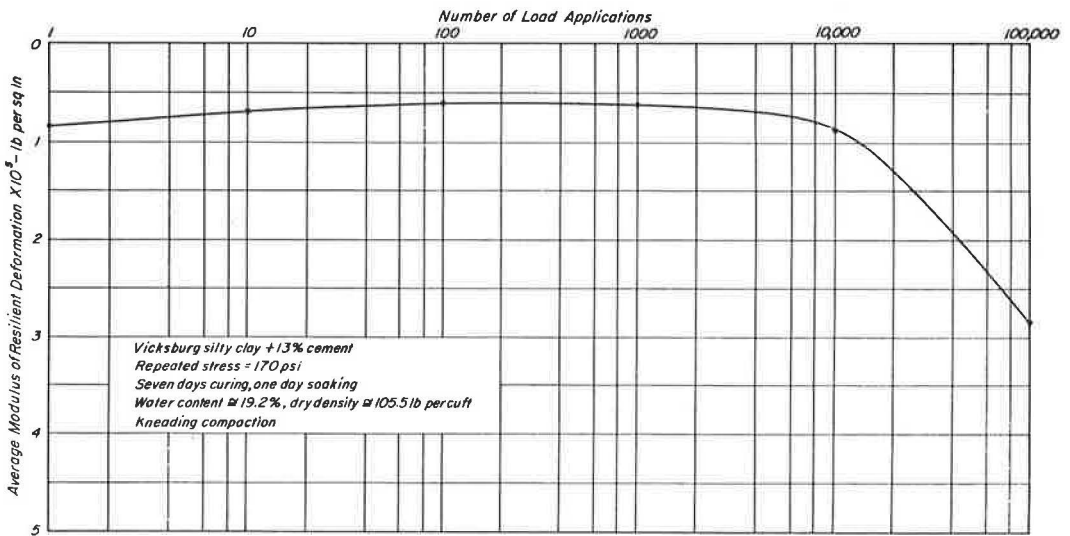 Number of Load Applications
1 10 100 1000 10,000 100,000
Average Modulus of Resilient Deformation X10⁵-lb per sq in
0
1
2
3
4
5
Vicksburg silty clay +13% cement
Repeated stress = 170 psi
Seven days curing, one day soaking
Water content ≅ 19.2%, dry density ≅ 105.5 lb per cu ft
Kneading compaction